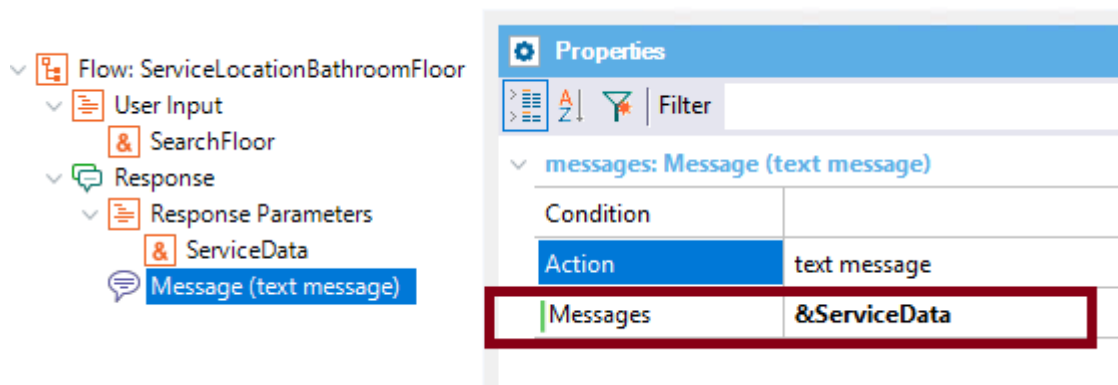 Flow: ServiceLocationBathroomFloor
User Input
& SearchFloor
Response
Response Parameters
& ServiceData
Message (text message)
Properties
A Z Filter
messages: Message (text message)
Condition
Action text message
Messages &ServiceData